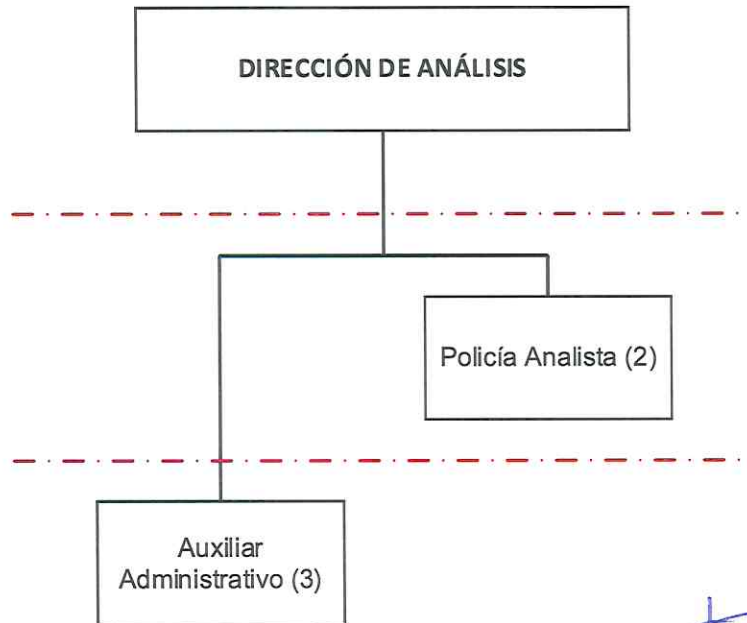 DIRECCIÓN DE ANÁLISIS
Policía Analista (2)
Auxiliar
Administrativo (3)